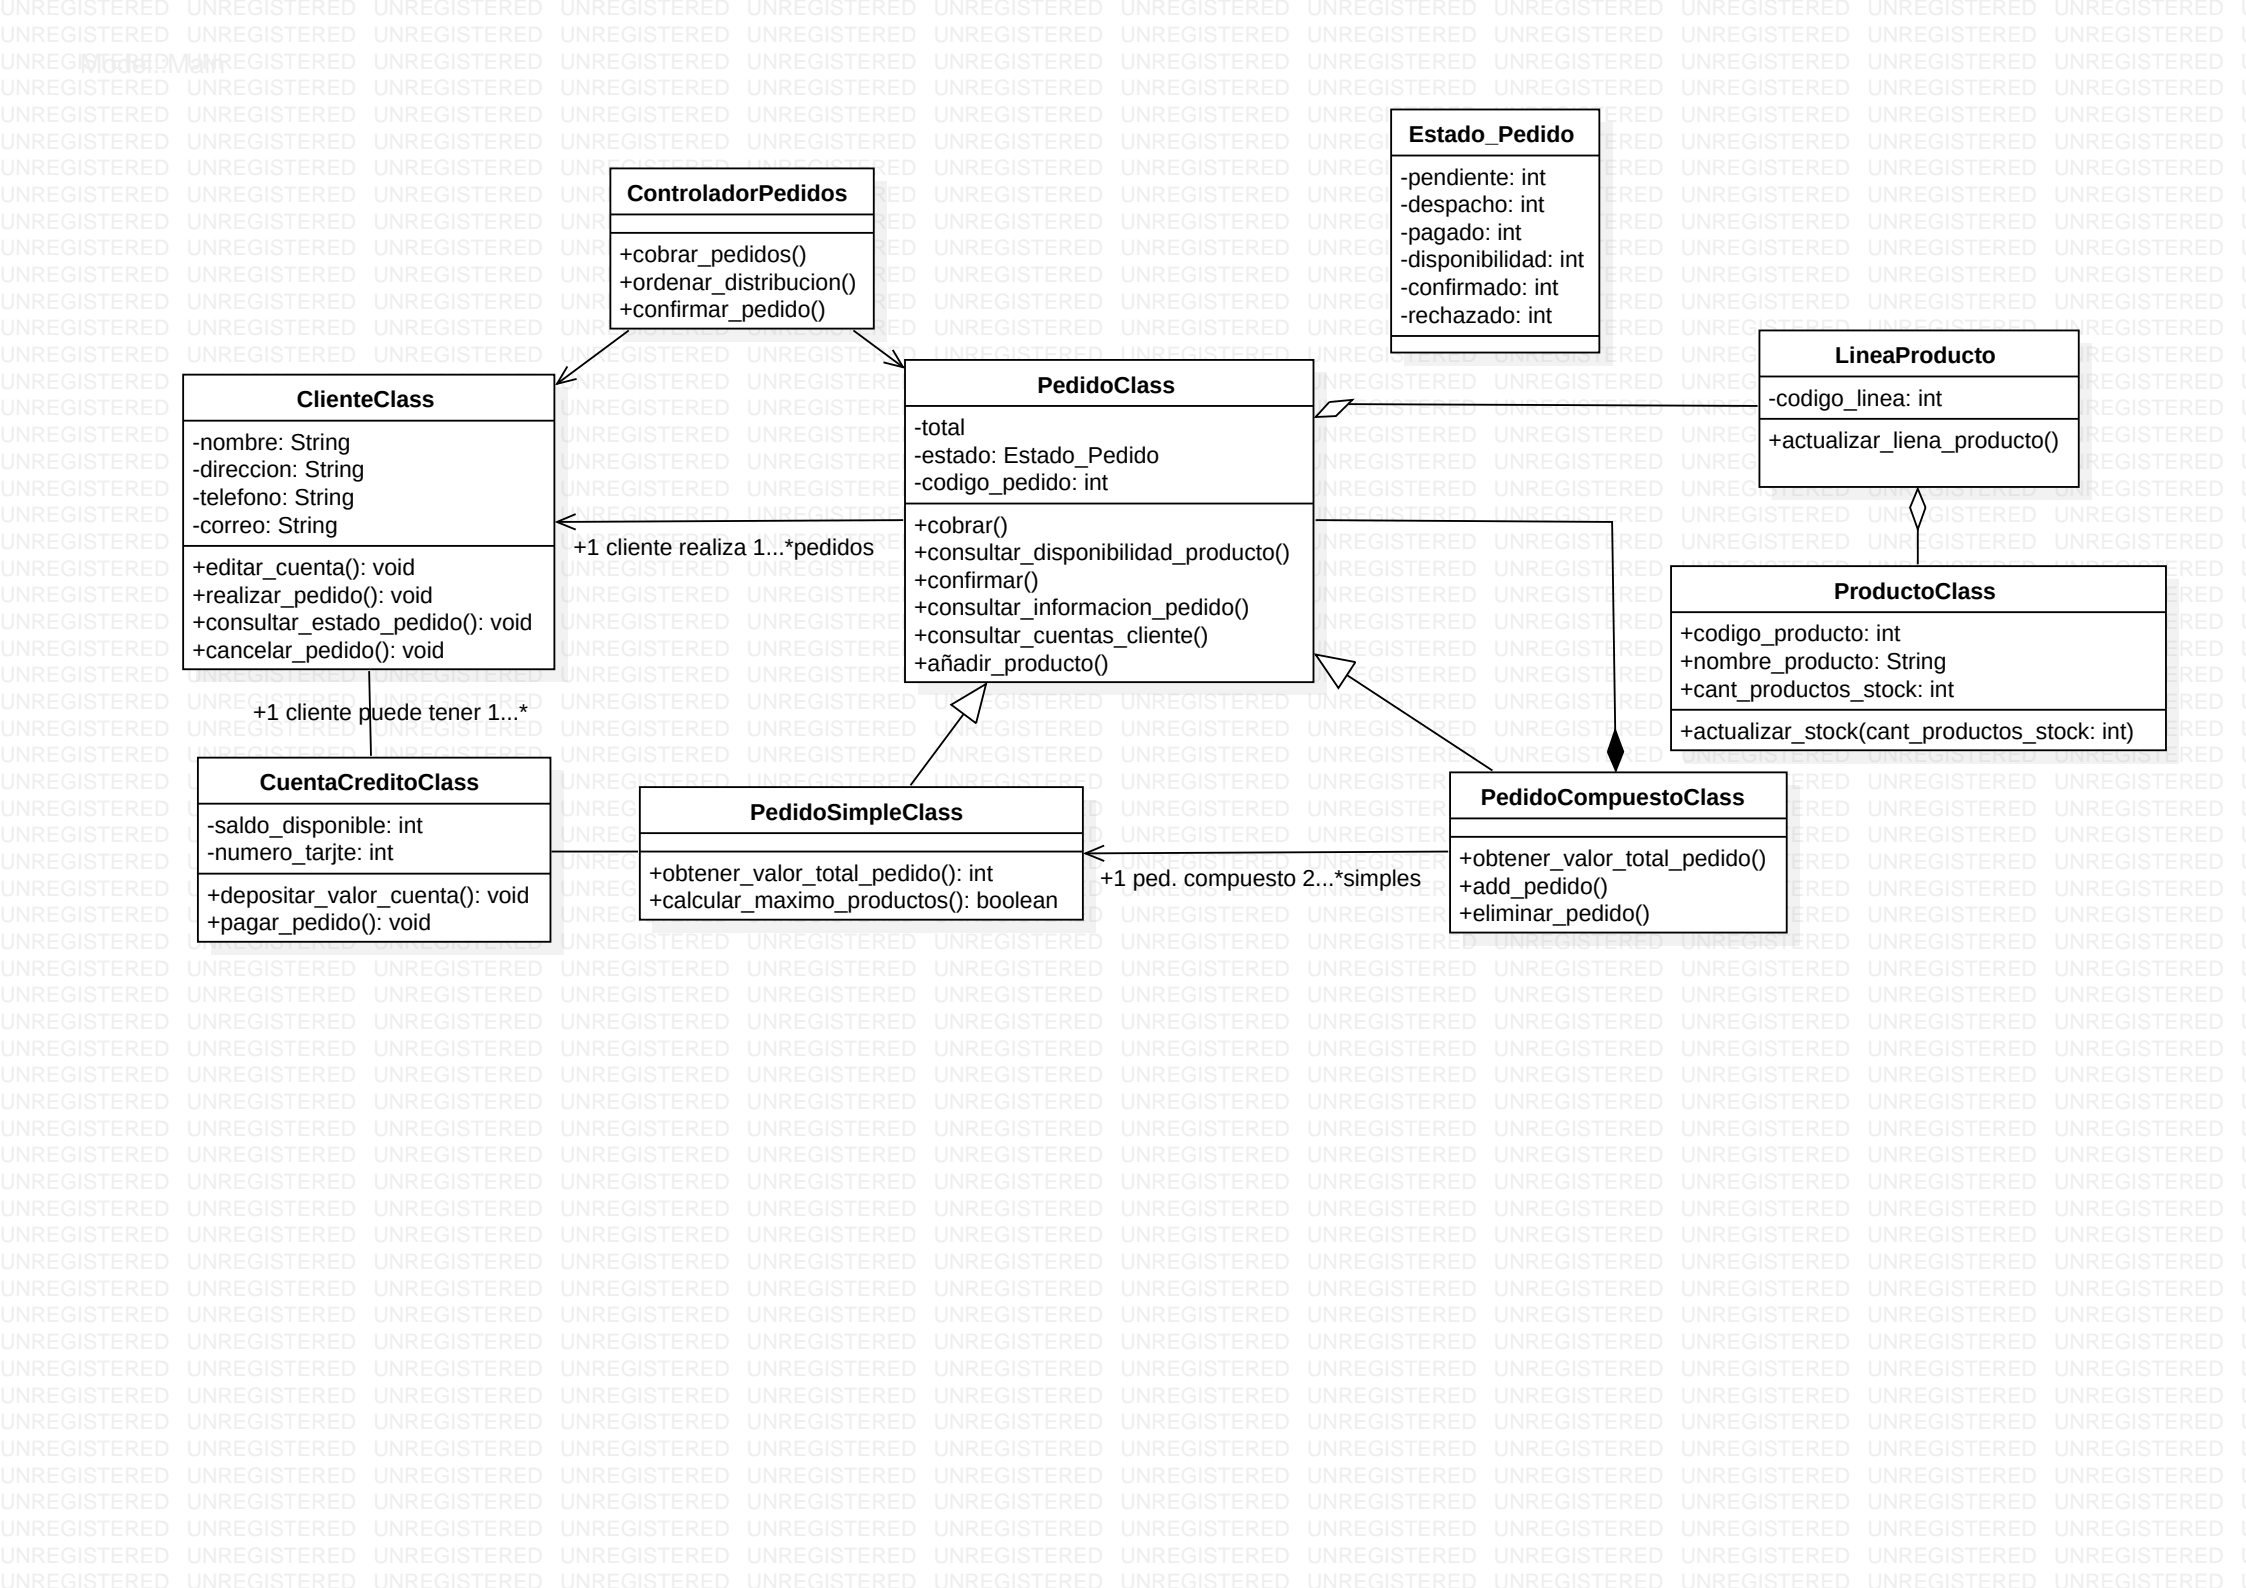 Model::Main
Estado_Pedido
-pendiente: int
-despacho: int
-pagado: int
-disponibilidad: int
-confirmado: int
-rechazado: int
ControladorPedidos
+cobrar_pedidos()
+ordenar_distribucion()
+confirmar_pedido()
LineaProducto
-codigo_linea: int
+actualizar_liena_producto()
PedidoClass
-total
-estado: Estado_Pedido
-codigo_pedido: int
+cobrar()
+consultar_disponibilidad_producto()
+confirmar()
+consultar_informacion_pedido()
+consultar_cuentas_cliente()
+añadir_producto()
ClienteClass
-nombre: String
-direccion: String
-telefono: String
-correo: String
+editar_cuenta(): void
+realizar_pedido(): void
+consultar_estado_pedido(): void
+cancelar_pedido(): void
+1 cliente realiza 1...*pedidos
ProductoClass
+codigo_producto: int
+nombre_producto: String
+cant_productos_stock: int
+actualizar_stock(cant_productos_stock: int)
+1 cliente puede tener 1...*
CuentaCreditoClass
-saldo_disponible: int
-numero_tarjte: int
+depositar_valor_cuenta(): void
+pagar_pedido(): void
PedidoSimpleClass
+obtener_valor_total_pedido(): int
+calcular_maximo_productos(): boolean
+1 ped. compuesto 2...*simples
PedidoCompuestoClass
+obtener_valor_total_pedido()
+add_pedido()
+eliminar_pedido()
UNREGISTERED